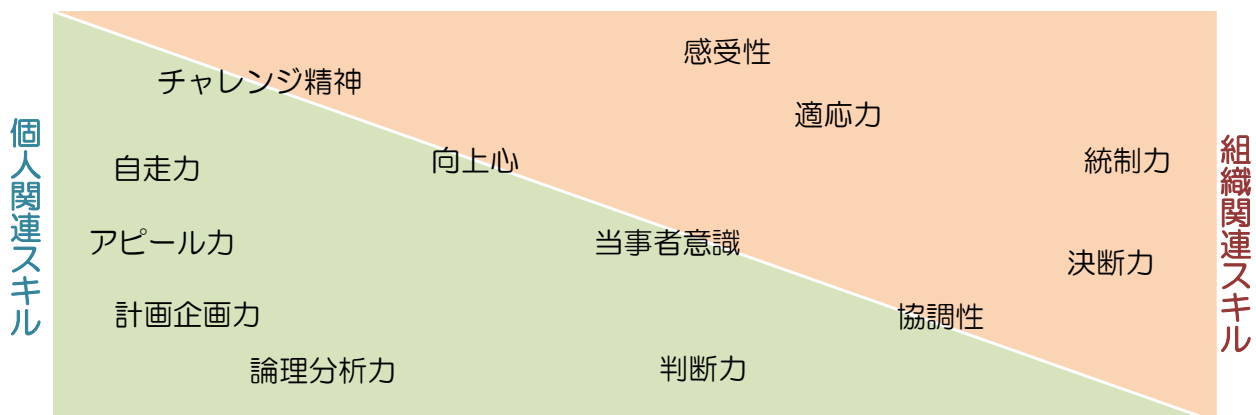 個人関連スキル
チャレンジ精神
感受性
適応力
自走力
向上心
統制力
アピール力
当事者意識
決断力
計画企画力
協調性
論理分析力
判断力
組織関連スキル